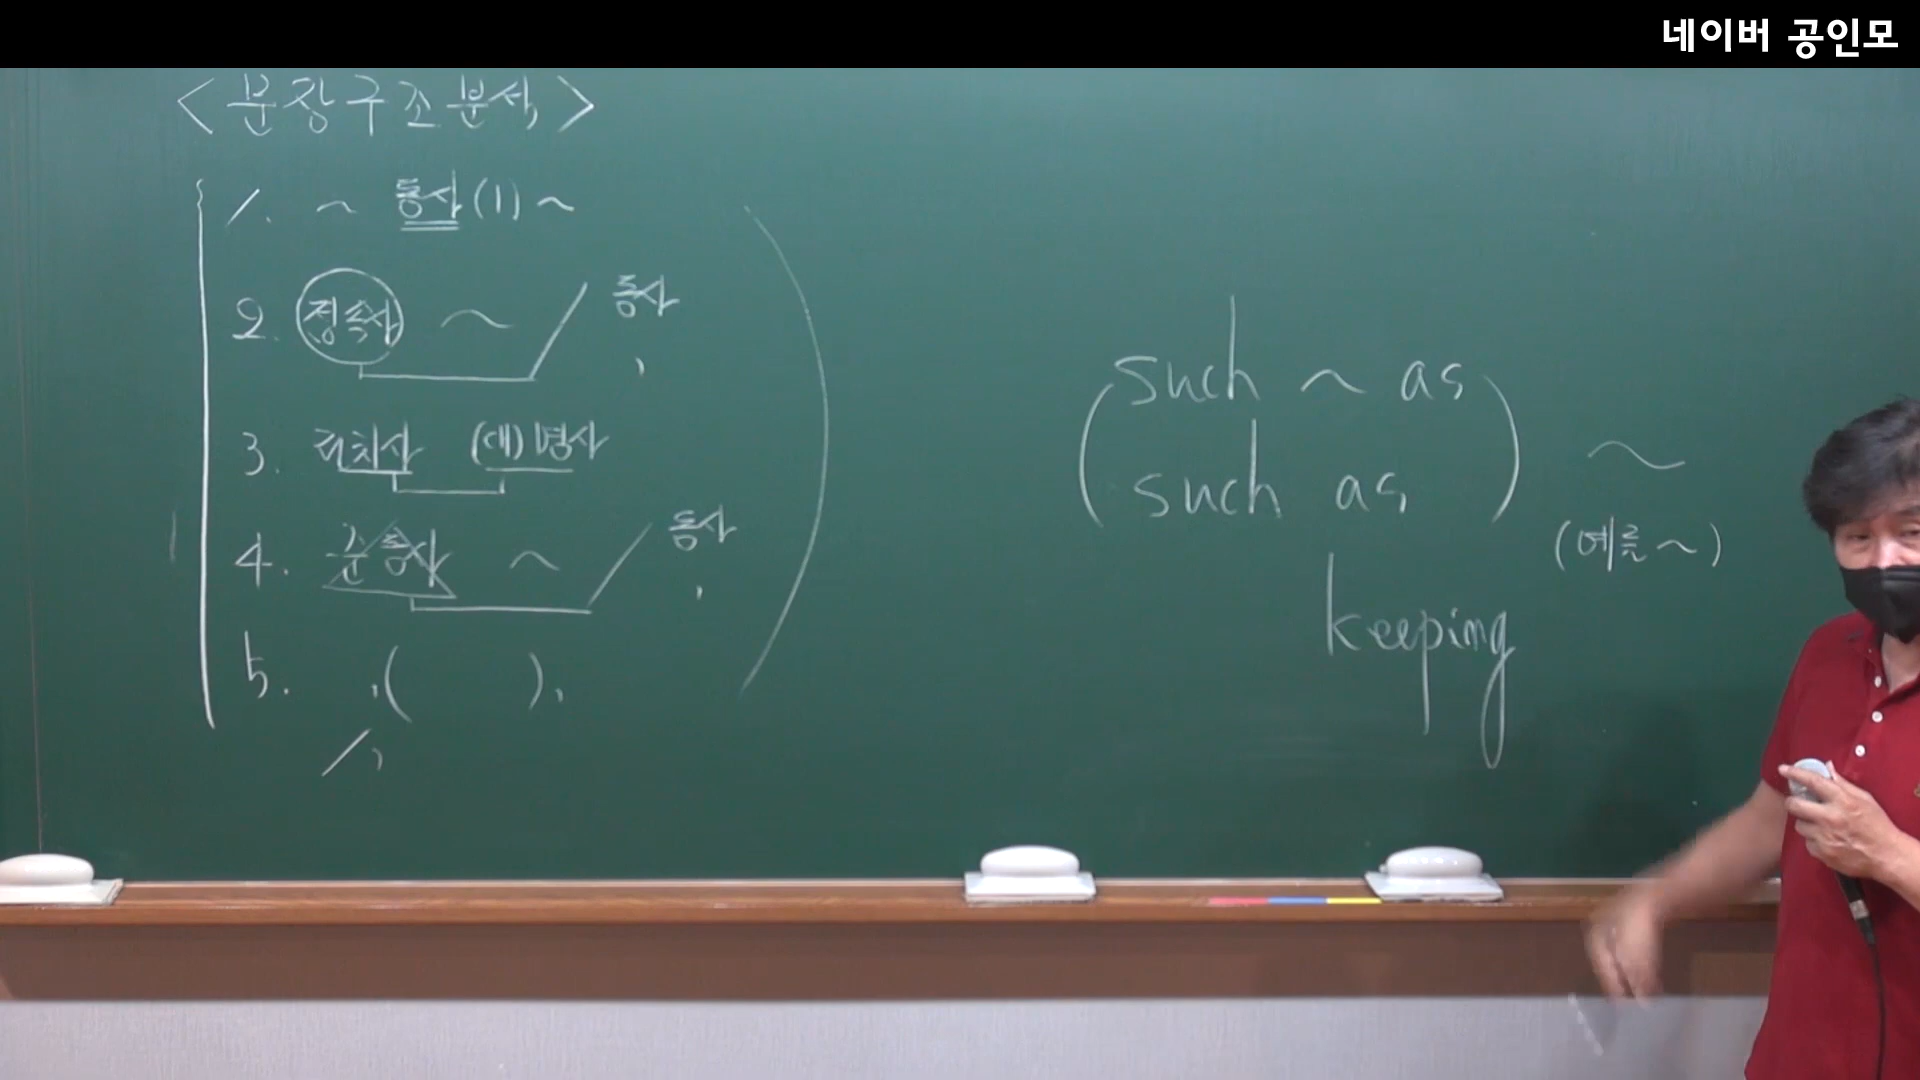 네이버 공인모
<문장구조분석>
1. ~ 동사(1) ~
2. 접속사 ~ / 동사
,
3. 전치사 (대)명사
4. 준동사 ~ / 동사
,
5. ,( ),
/,
such ~ as
such as
~
(예를 ~)
keeping